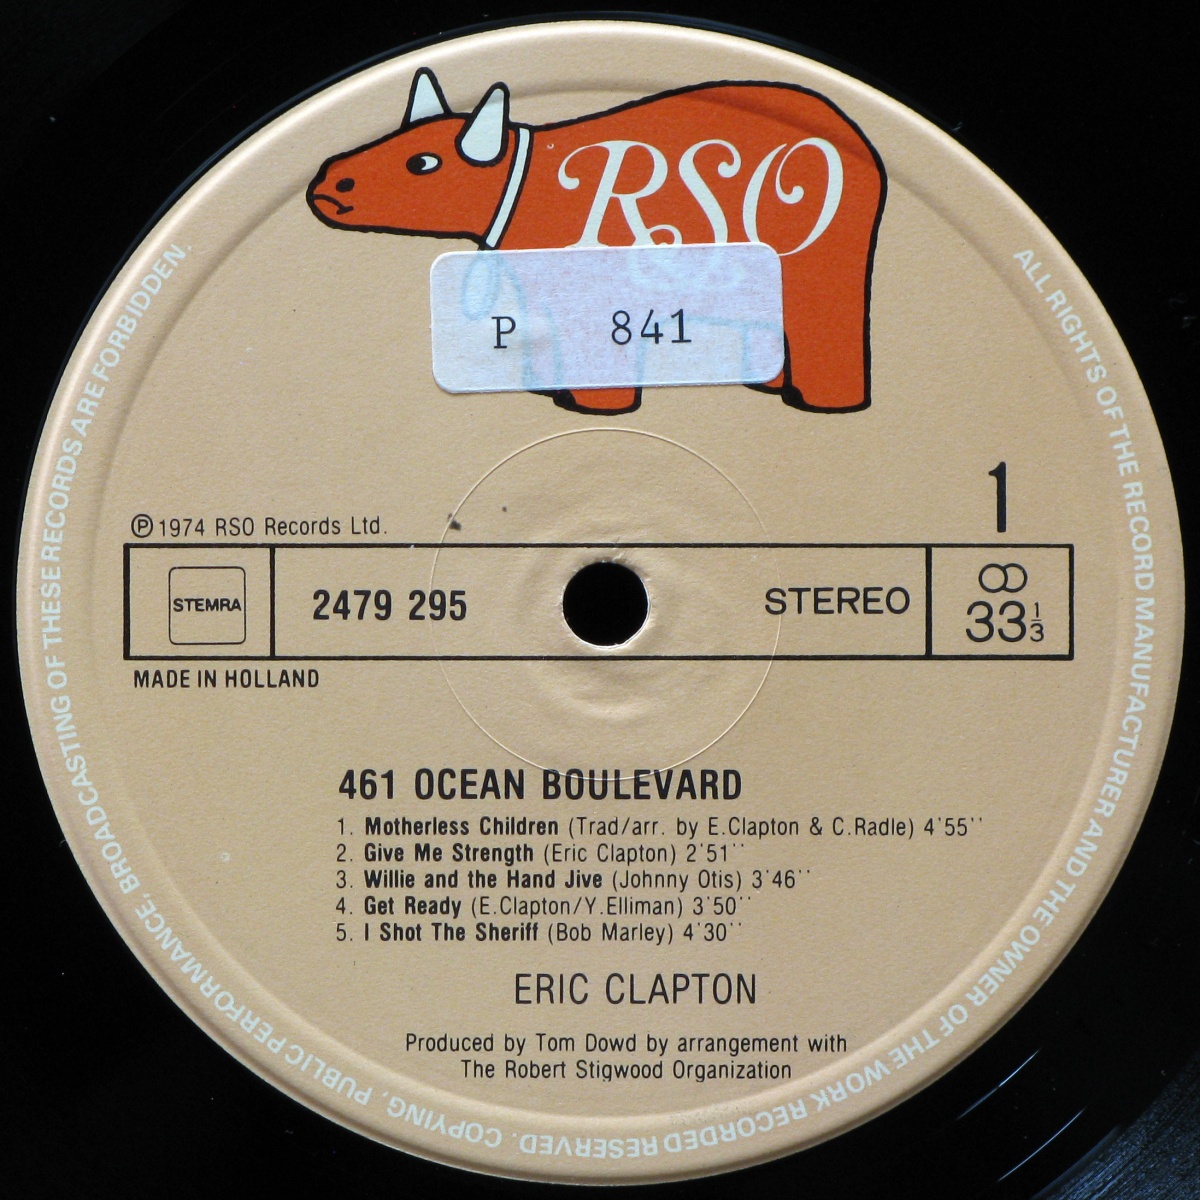 RSO
P 841
1
℗ 1974 RSO Records Ltd.
STEMRA
2479 295
STEREO
33 1/3
MADE IN HOLLAND
461 OCEAN BOULEVARD
1. Motherless Children (Trad/arr. by E.Clapton & C.Radle) 4'55''
2. Give Me Strength (Eric Clapton) 2'51''
3. Willie and the Hand Jive (Johnny Otis) 3'46''
4. Get Ready (E.Clapton/Y.Elliman) 3'50''
5. I Shot The Sheriff (Bob Marley) 4'30''
ERIC CLAPTON
Produced by Tom Dowd by arrangement with
The Robert Stigwood Organization
ALL RIGHTS OF THE RECORD MANUFACTURER AND THE OWNER OF THE WORK RECORDED RESERVED. COPYING, PUBLIC PERFORMANCE, BROADCASTING OF THESE RECORDS ARE FORBIDDEN.